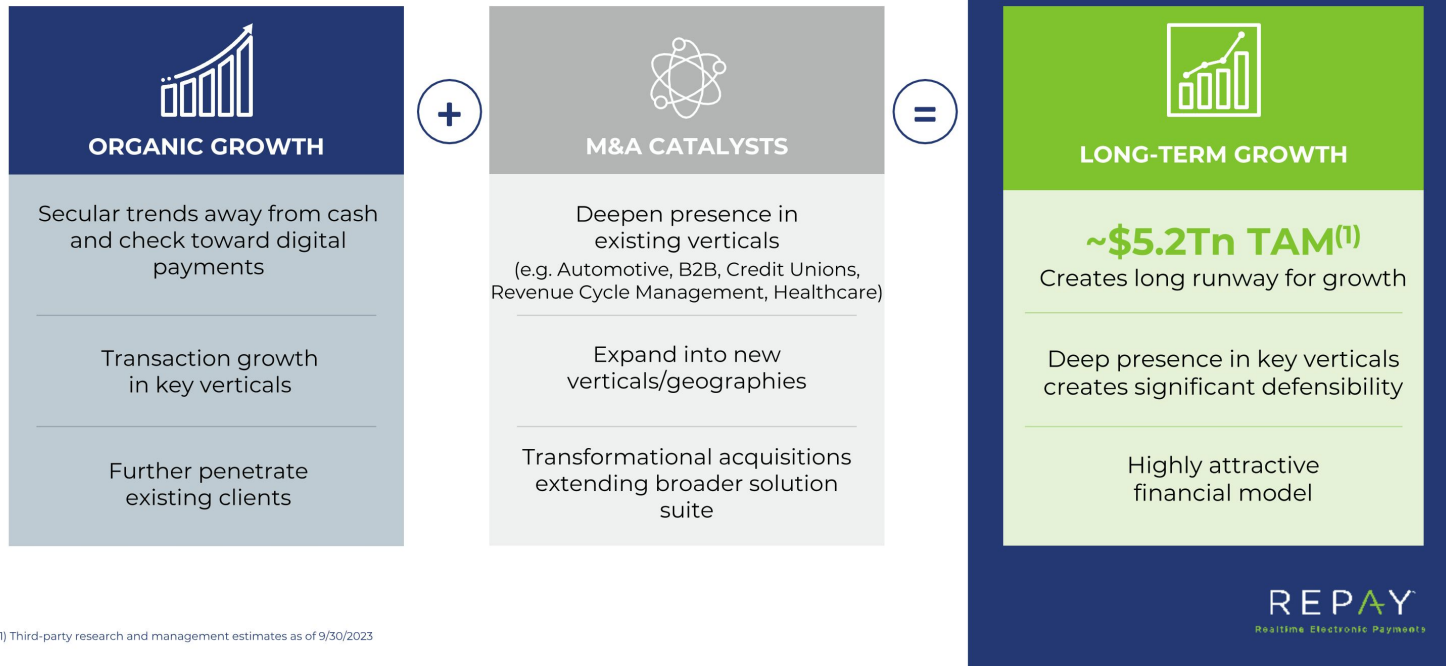 ORGANIC GROWTH
Secular trends away from cash
and check toward digital
payments
Transaction growth
in key verticals
Further penetrate
existing clients
+
M&A CATALYSTS
Deepen presence in
existing verticals
(e.g. Automotive, B2B, Credit Unions,
Revenue Cycle Management, Healthcare)
Expand into new
verticals/geographies
Transformational acquisitions
extending broader solution
suite
=
LONG-TERM GROWTH
~$5.2Tn TAM(1)
Creates long runway for growth
Deep presence in key verticals
creates significant defensibility
Highly attractive
financial model
1) Third-party research and management estimates as of 9/30/2023
REPAY
Realtime Electronic Payments